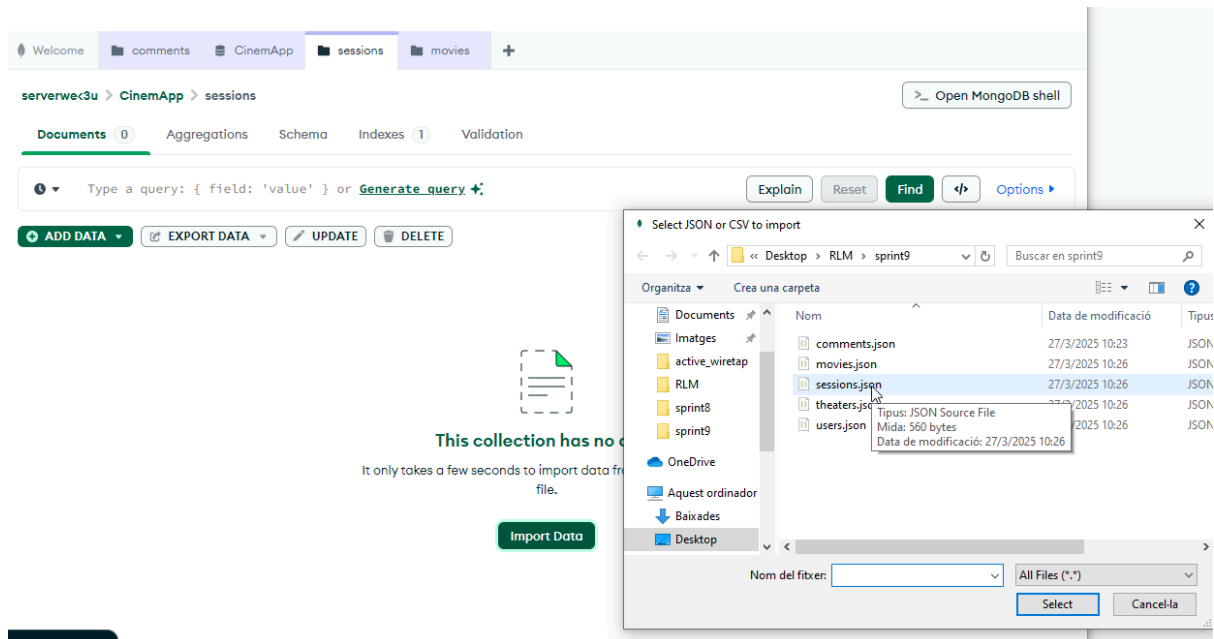 Welcome comments CinemApp sessions movies +
serverwe<3u > CinemApp > sessions
>_ Open MongoDB shell
Documents 0 Aggregations Schema Indexes 1 Validation
Type a query: { field: 'value' } or Generate query
Explain Reset Find </> Options
ADD DATA EXPORT DATA UPDATE DELETE
This collection has no
It only takes a few seconds to import data
file.
Import Data
Select JSON or CSV to import
« Desktop > RLM > sprint9
Buscar en sprint9
Organitza Crea una carpeta
Documents
Imatges
active_wiretap
RLM
sprint8
sprint9
OneDrive
Aquest ordinador
Baixades
Desktop
Nom Data de modificació Tipus
comments.json 27/3/2025 10:23 JSON
movies.json 27/3/2025 10:26 JSON
sessions.json 27/3/2025 10:26 JSON
theaters.json 27/3/2025 10:26 JSON
users.json 27/3/2025 10:26 JSON
Tipus: JSON Source File
Mida: 560 bytes
Data de modificació: 27/3/2025 10:26
Nom del fitxer: All Files (*.*)
Select Cancel·la